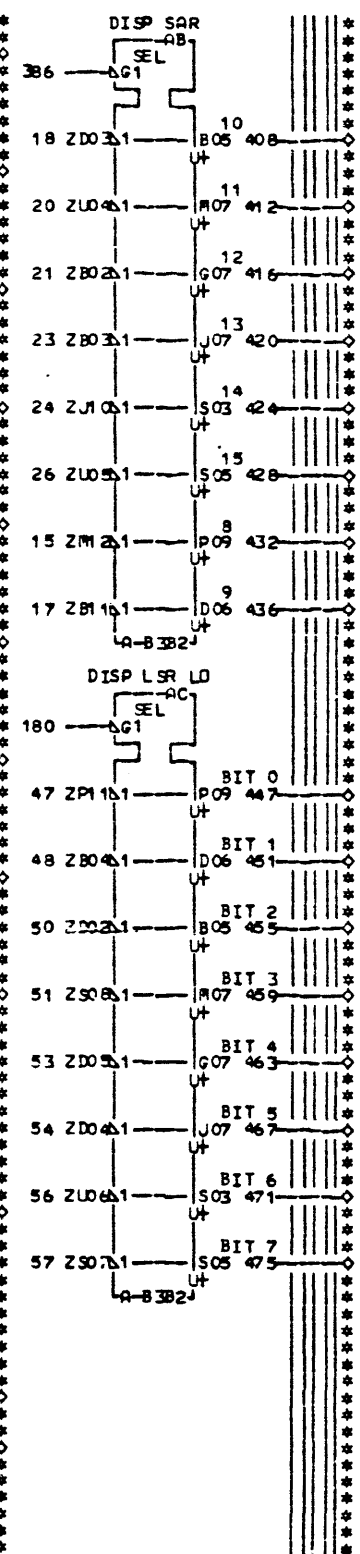 DISP SAR
AB
SEL
386 G1
10
18 ZD03 1 B05 408
U+
11
20 ZU04 1 M07 412
U+
12
21 ZB02 1 G07 416
U+
13
23 ZB03 1 J07 420
U+
14
24 ZJ10 1 S03 424
U+
15
26 ZU05 1 S05 428
U+
8
15 ZM12 1 P09 432
U+
9
17 ZB11 1 D06 436
U+
A-B3B2
DISP LSR LO
AC
SEL
180 G1
BIT 0
47 ZP11 1 P09 447
U+
BIT 1
48 ZB04 1 D06 451
U+
BIT 2
50 1 B05 455
U+
BIT 3
51 ZS08 1 M07 459
U+
BIT 4
53 ZD05 1 G07 463
U+
BIT 5
54 ZD04 1 J07 467
U+
BIT 6
56 ZU06 1 S03 471
U+
BIT 7
57 ZS07 1 S05 475
U+
A-B3B2